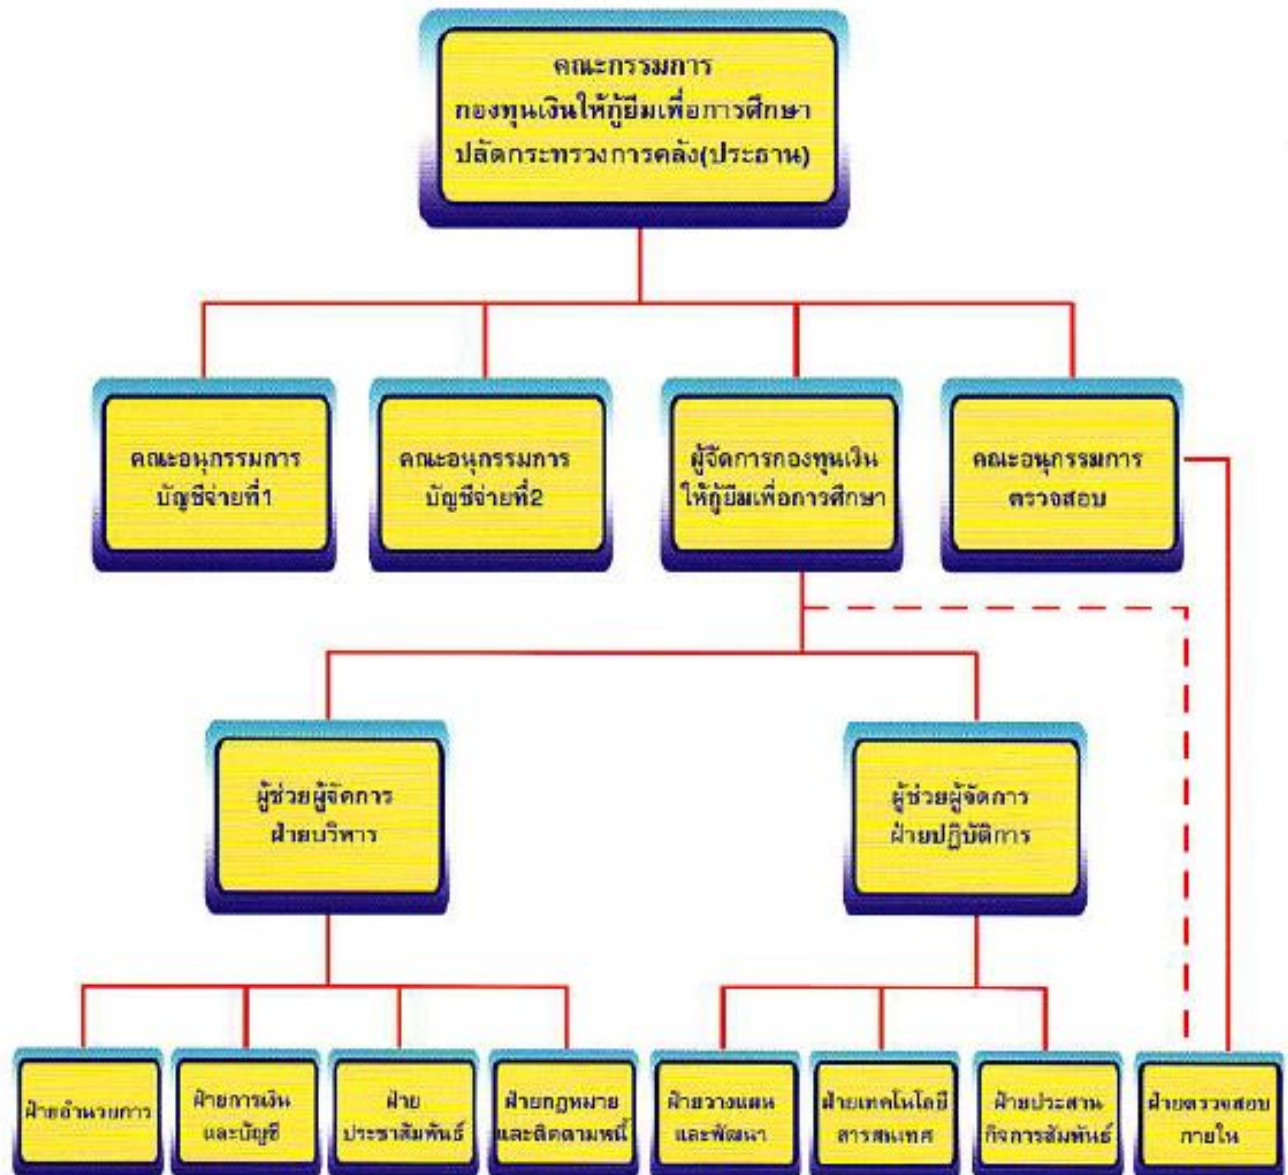 คณะกรรมการ
กองทุนเงินให้กู้ยืมเพื่อการศึกษา
ปลัดกระทรวงการคลัง(ประธาน)
คณะอนุกรรมการ
บัญชีจ่ายที่1
คณะอนุกรรมการ
บัญชีจ่ายที่2
ผู้จัดการกองทุนเงิน
ให้กู้ยืมเพื่อการศึกษา
คณะอนุกรรมการ
ตรวจสอบ
ผู้ช่วยผู้จัดการ
ฝ่ายบริหาร
ผู้ช่วยผู้จัดการ
ฝ่ายปฏิบัติการ
ฝ่ายอำนวยการ
ฝ่ายการเงิน
และบัญชี
ฝ่าย
ประชาสัมพันธ์
ฝ่ายกฎหมาย
และติดตามหนี้
ฝ่ายวางแผน
และพัฒนา
ฝ่ายเทคโนโลยี
สารสนเทศ
ฝ่ายประสาน
กิจการสัมพันธ์
ฝ่ายตรวจสอบ
ภายใน